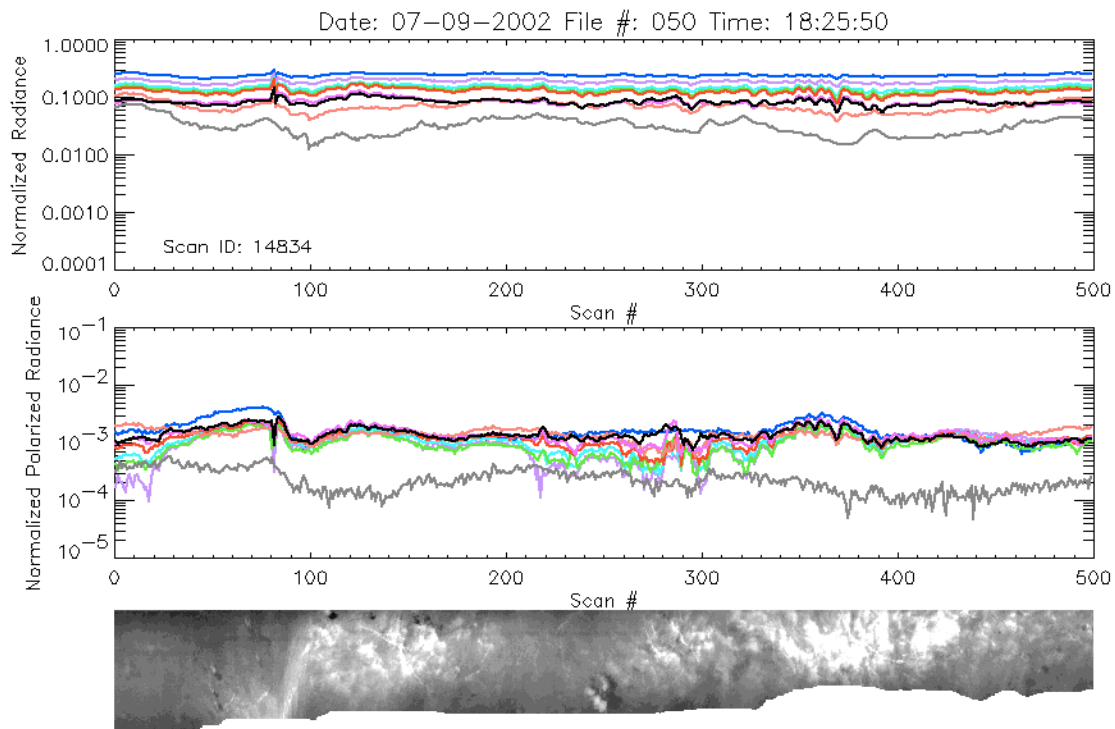 Date: 07-09-2002 File #: 050 Time: 18:25:50
Normalized Radiance
1.0000
0.1000
0.0100
0.0010
0.0001
Scan ID: 14834
0 100 200 300 400 500
Scan #
Normalized Polarized Radiance
10-1
10-2
10-3
10-4
10-5
0 100 200 300 400 500
Scan #